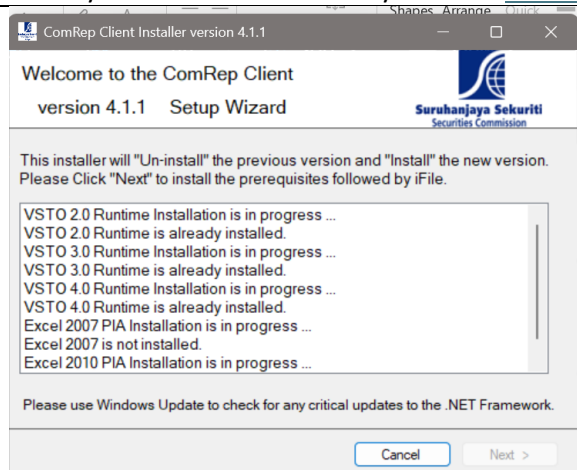 Shapes Arrange Quick
ComRep Client Installer version 4.1.1
Welcome to the ComRep Client
version 4.1.1 Setup Wizard
Suruhanjaya Sekuriti
Securities Commission
This installer will "Un-install" the previous version and "Install" the new version.
Please Click "Next" to install the prerequisites followed by iFile.
VSTO 2.0 Runtime Installation is in progress ...
VSTO 2.0 Runtime is already installed.
VSTO 3.0 Runtime Installation is in progress ...
VSTO 3.0 Runtime is already installed.
VSTO 4.0 Runtime Installation is in progress ...
VSTO 4.0 Runtime is already installed.
Excel 2007 PIA Installation is in progress ...
Excel 2007 is not installed.
Excel 2010 PIA Installation is in progress ...
Please use Windows Update to check for any critical updates to the .NET Framework.
Cancel Next >